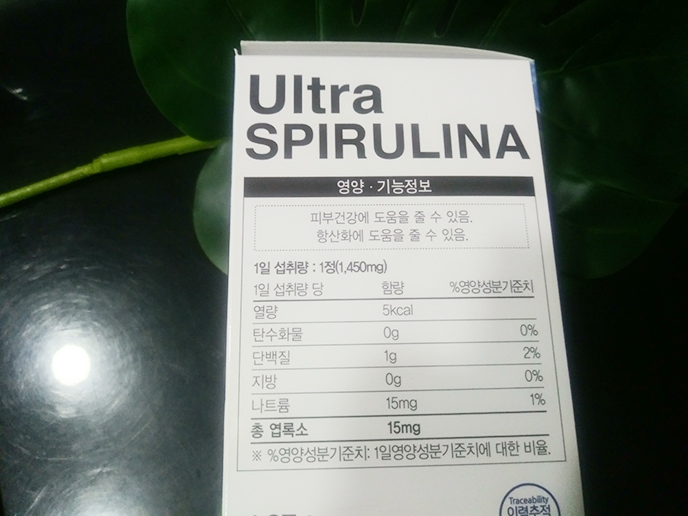 Ultra
SPIRULINA
영양 · 기능정보
피부건강에 도움을 줄 수 있음.
항산화에 도움을 줄 수 있음.
1일 섭취량 : 1정(1,450mg)
1일 섭취량 당 함량 %영양성분기준치
열량 5kcal
탄수화물 0g 0%
단백질 1g 2%
지방 0g 0%
나트륨 15mg 1%
총 엽록소 15mg
※ %영양성분기준치: 1일영양성분기준치에 대한 비율.
Traceability
이력추적